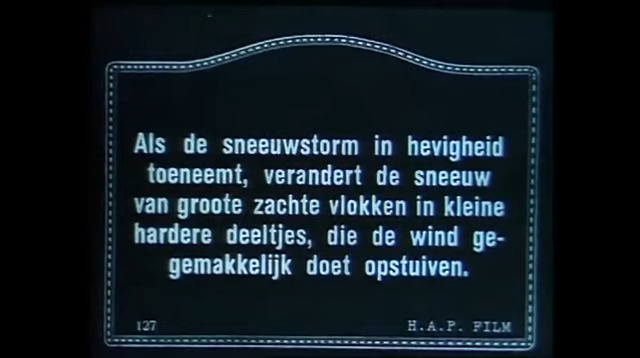 Als de sneeuwstorm in hevigheid
toeneemt, verandert de sneeuw
van groote zachte vlokken in kleine
hardere deeltjes, die de wind ge-
gemakkelijk doet opstuiven.
127 H.A.P. FILM